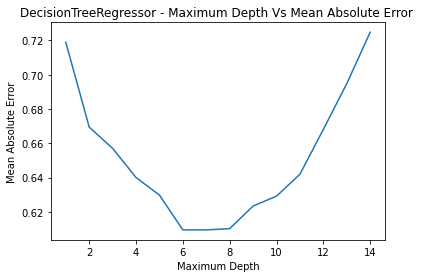 DecisionTreeRegressor - Maximum Depth Vs Mean Absolute Error
0.72
0.70
0.68
0.66
0.64
0.62
Mean Absolute Error
2 4 6 8 10 12 14
Maximum Depth